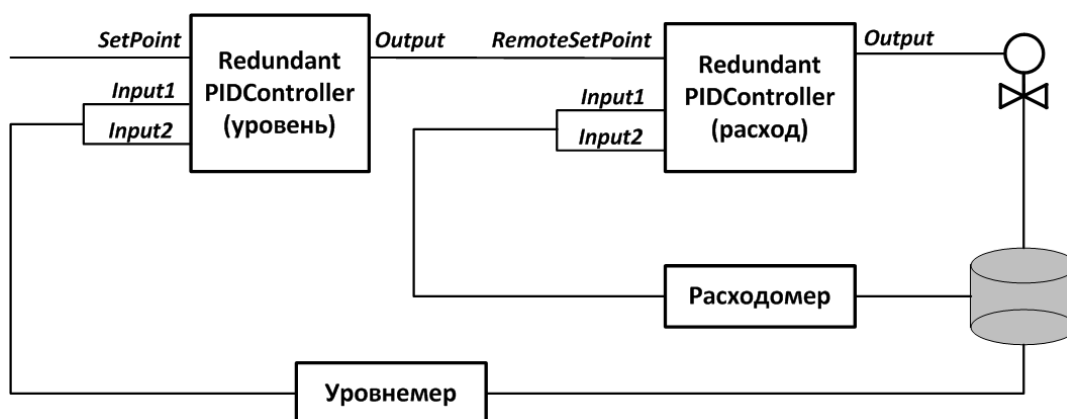 SetPoint
Redundant
PIDController
(уровень)
Input1
Input2
Output
RemoteSetPoint
Redundant
PIDController
(расход)
Input1
Input2
Output
Расходомер
Уровнемер